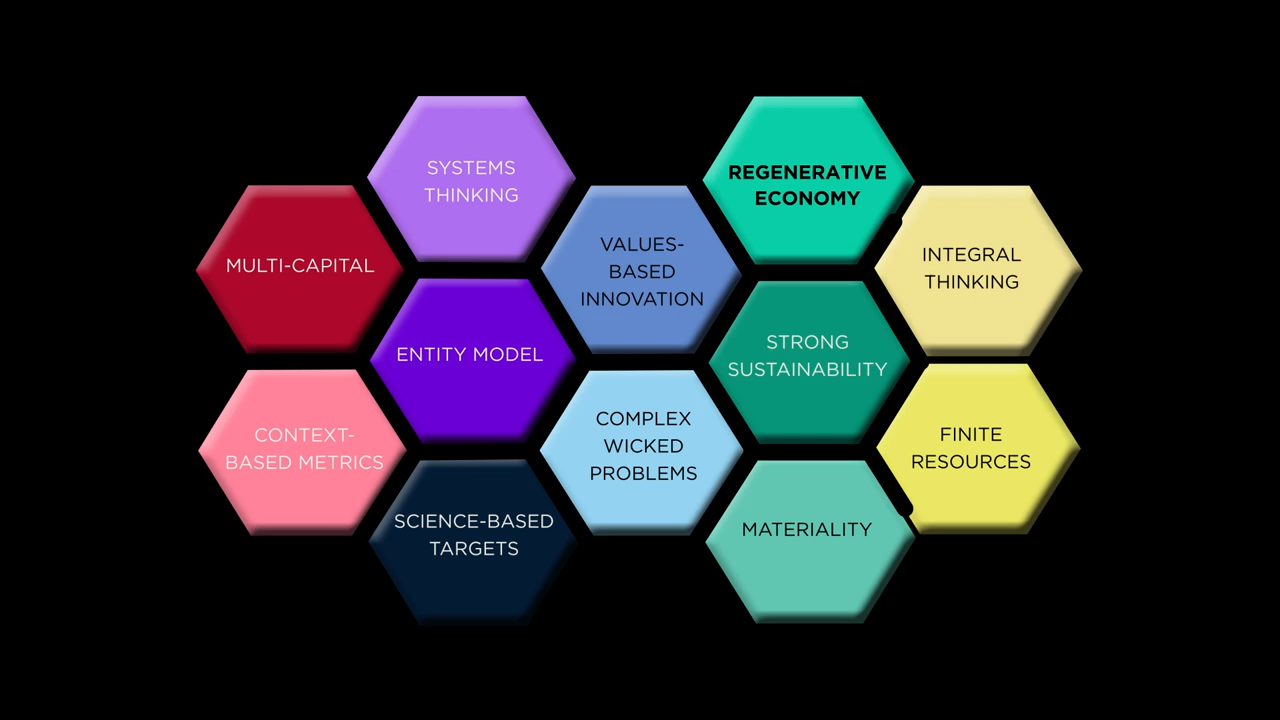 SYSTEMS
THINKING
REGENERATIVE
ECONOMY
MULTI-CAPITAL
VALUES-
BASED
INNOVATION
INTEGRAL
THINKING
ENTITY MODEL
STRONG
SUSTAINABILITY
CONTEXT-
BASED METRICS
COMPLEX
WICKED
PROBLEMS
FINITE
RESOURCES
SCIENCE-BASED
TARGETS
MATERIALITY